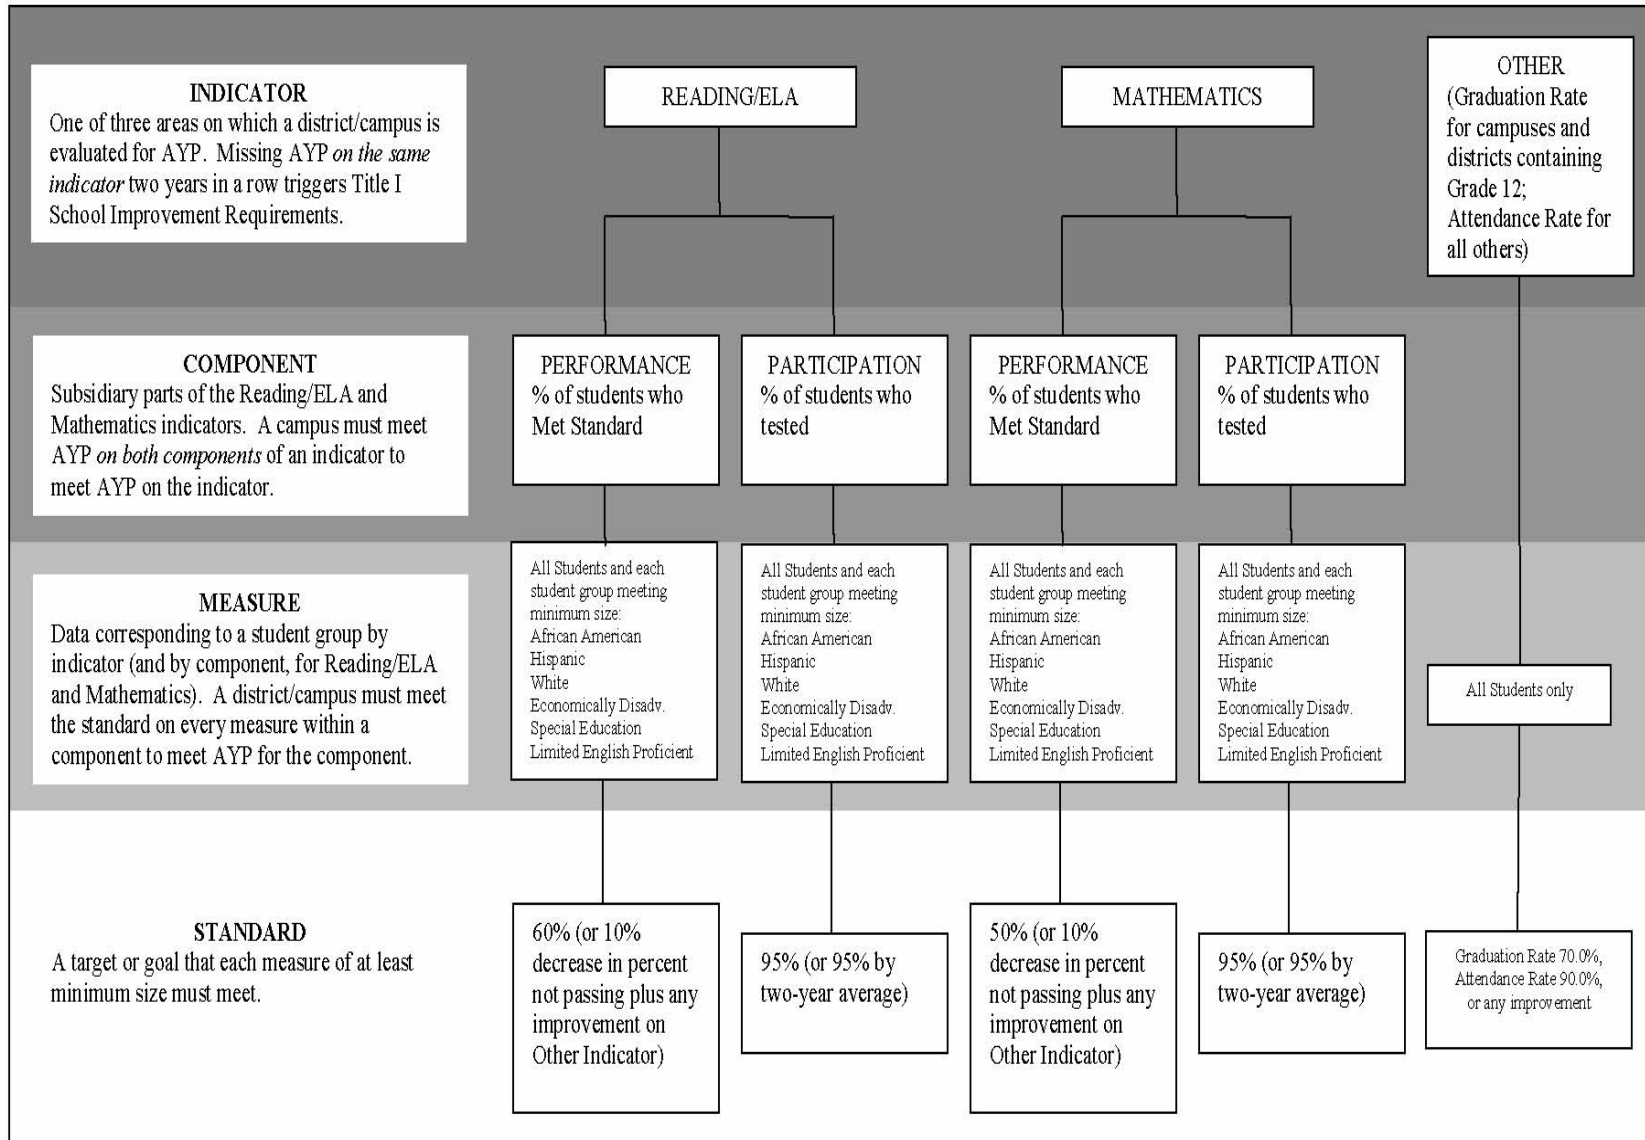 INDICATOR
One of three areas on which a district/campus is
evaluated for AYP. Missing AYP on the same
indicator two years in a row triggers Title I
School Improvement Requirements.
READING/ELA
MATHEMATICS
OTHER
(Graduation Rate
for campuses and
districts containing
Grade 12;
Attendance Rate for
all others)
COMPONENT
Subsidiary parts of the Reading/ELA and
Mathematics indicators. A campus must meet
AYP on both components of an indicator to
meet AYP on the indicator.
PERFORMANCE
% of students who
Met Standard
PARTICIPATION
% of students who
tested
PERFORMANCE
% of students who
Met Standard
PARTICIPATION
% of students who
tested
MEASURE
Data corresponding to a student group by
indicator (and by component, for Reading/ELA
and Mathematics). A district/campus must meet
the standard on every measure within a
component to meet AYP for the component.
All Students and each
student group meeting
minimum size:
African American
Hispanic
White
Economically Disadv.
Special Education
Limited English Proficient
All Students and each
student group meeting
minimum size:
African American
Hispanic
White
Economically Disadv.
Special Education
Limited English Proficient
All Students and each
student group meeting
minimum size:
African American
Hispanic
White
Economically Disadv.
Special Education
Limited English Proficient
All Students and each
student group meeting
minimum size:
African American
Hispanic
White
Economically Disadv.
Special Education
Limited English Proficient
All Students only
STANDARD
A target or goal that each measure of at least
minimum size must meet.
60% (or 10%
decrease in percent
not passing plus any
improvement on
Other Indicator)
95% (or 95% by
two-year average)
50% (or 10%
decrease in percent
not passing plus any
improvement on
Other Indicator)
95% (or 95% by
two-year average)
Graduation Rate 70.0%,
Attendance Rate 90.0%,
or any improvement